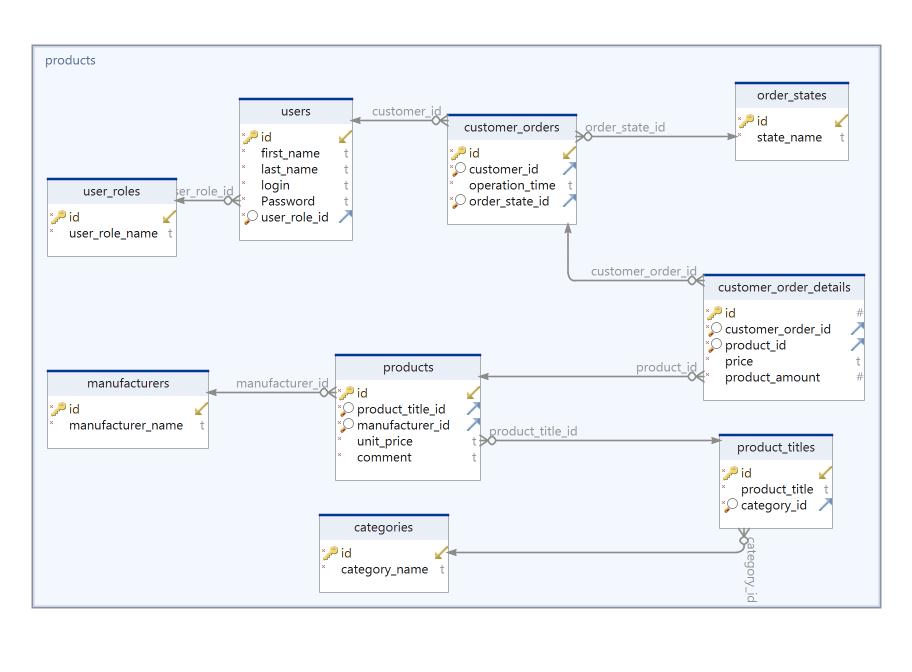 products
users
id
first_name t
last_name t
login t
Password t
user_role_id
customer_id
customer_orders
id
customer_id
operation_time t
order_state_id
order_state_id
order_states
id
state_name t
user_roles
id
user_role_name t
ser_role_id
customer_order_id
customer_order_details
id #
customer_order_id
product_id
price t
product_amount #
manufacturers
id
manufacturer_name t
manufacturer_id
products
id
product_title_id
manufacturer_id
unit_price t
comment t
product_id
product_title_id
product_titles
id
product_title t
category_id
categories
id
category_name t
category_id